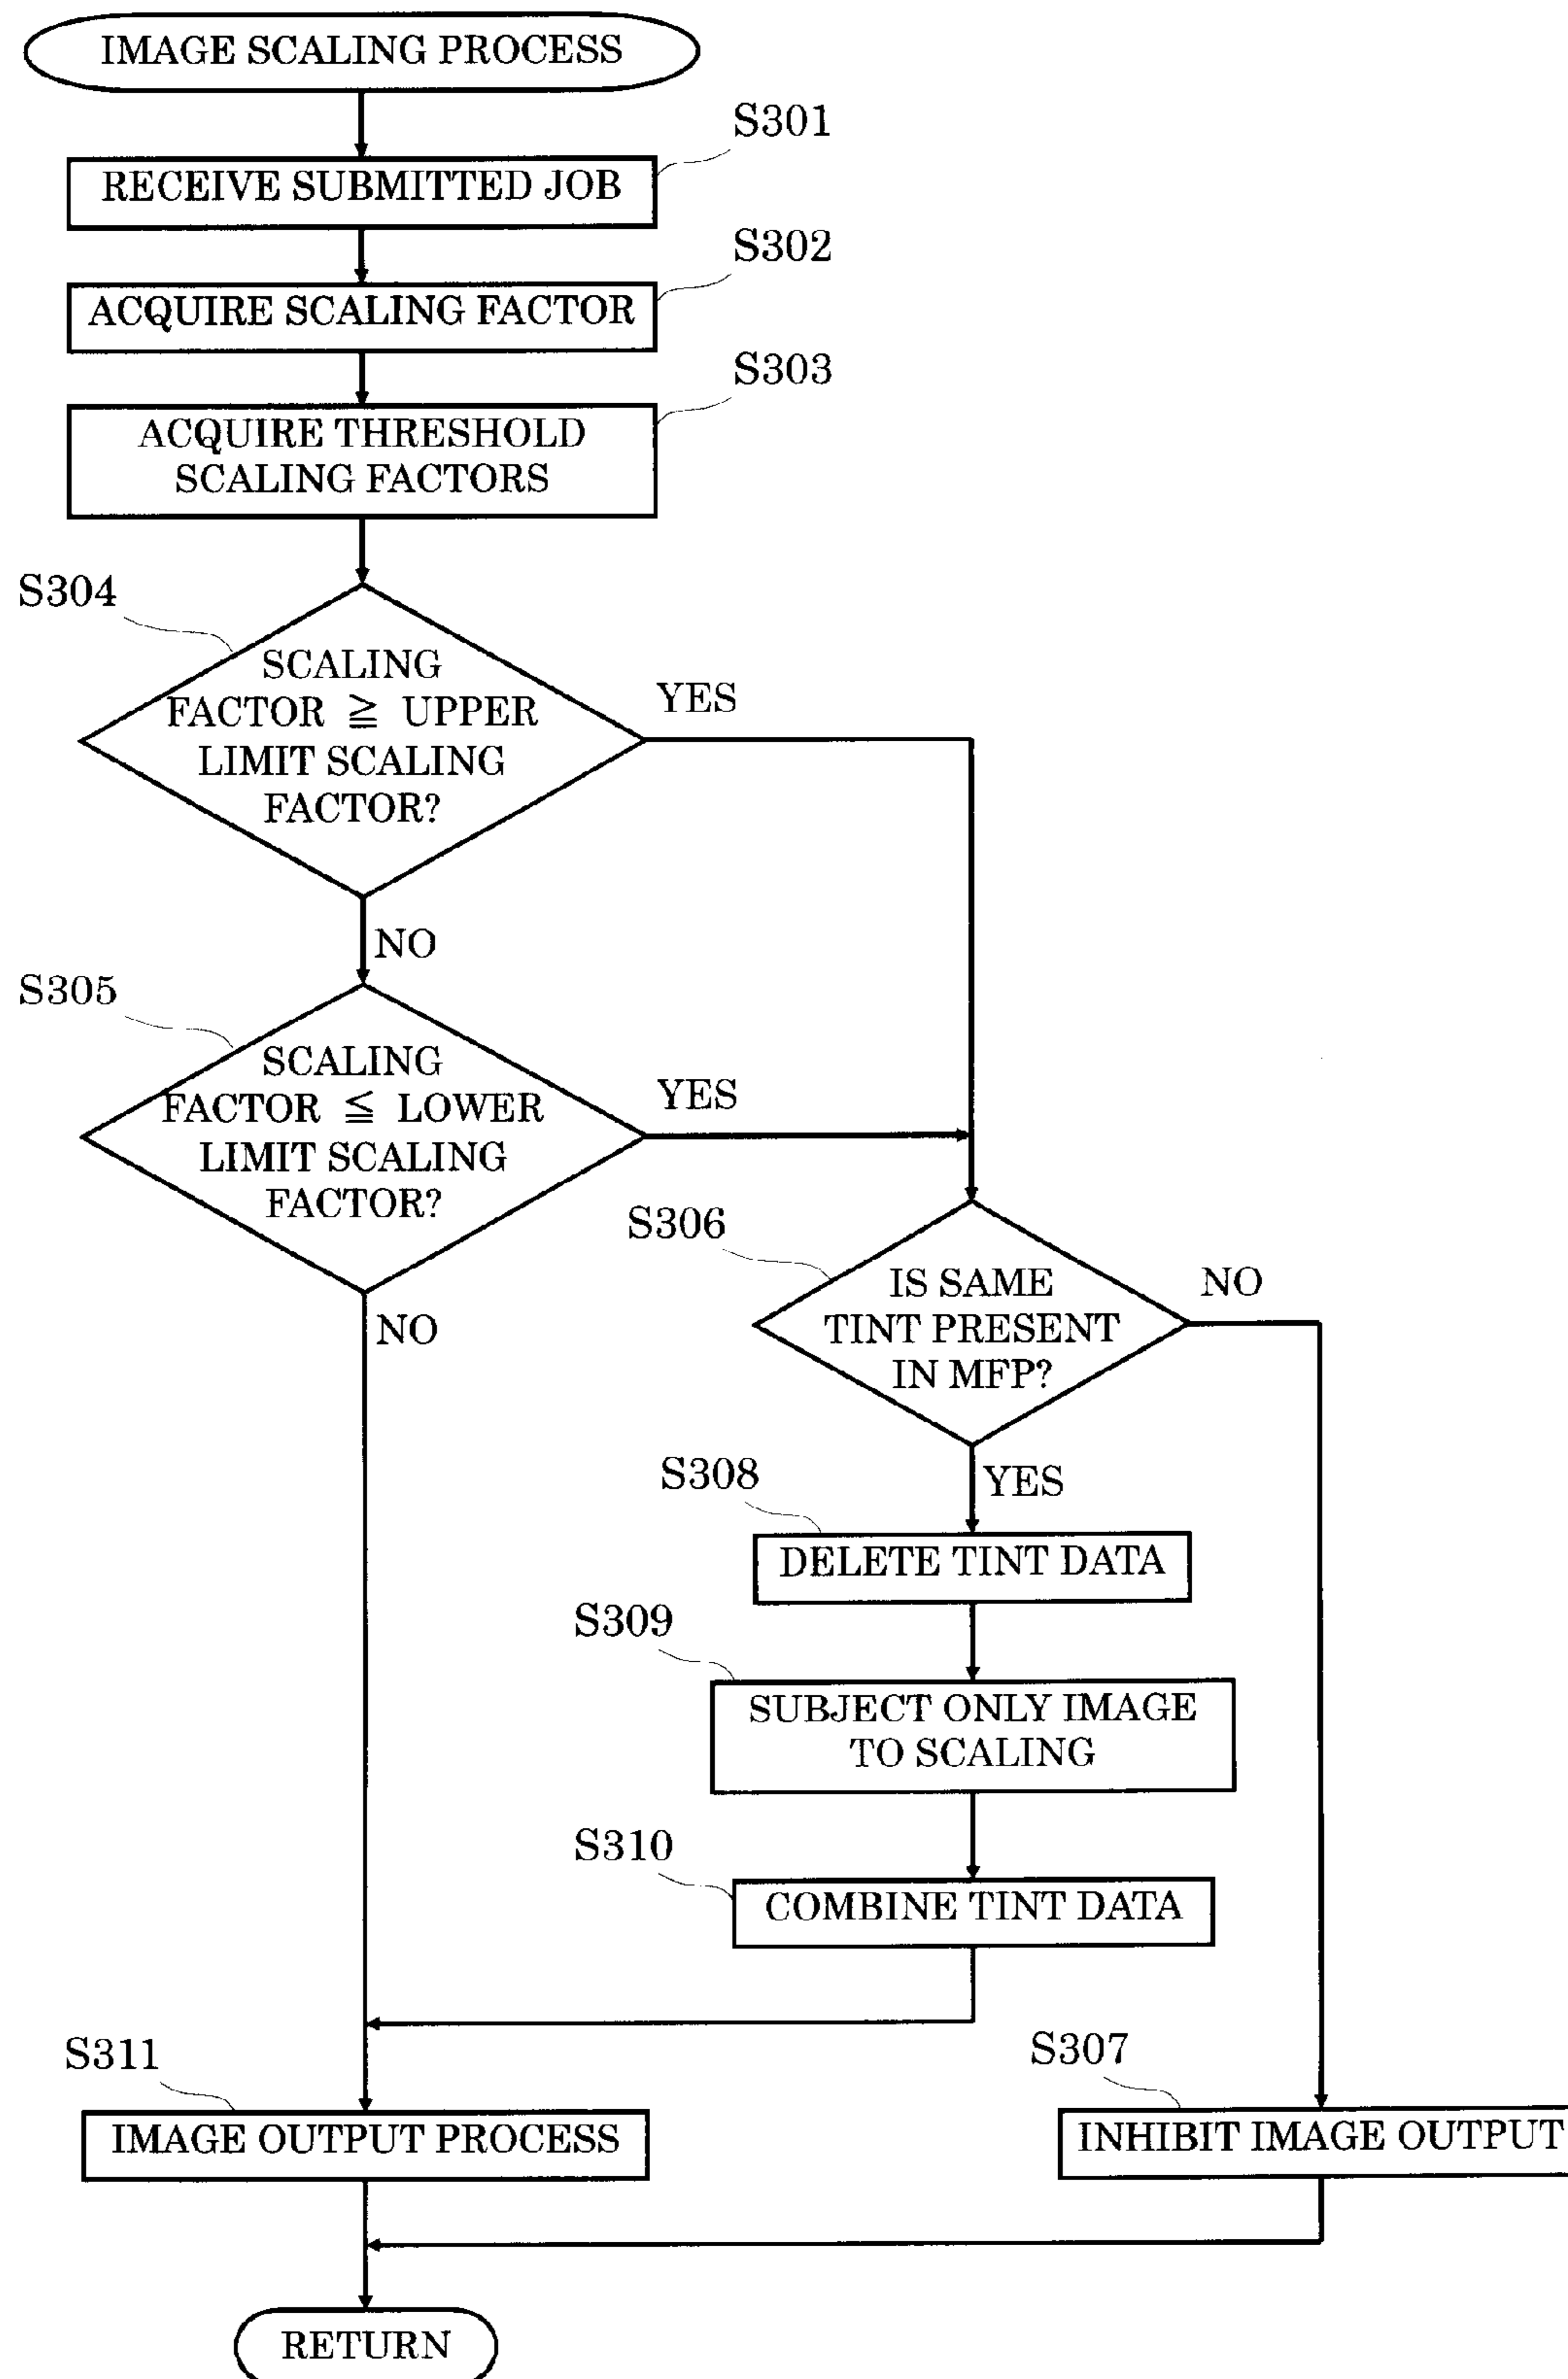 IMAGE SCALING PROCESS
S301
RECEIVE SUBMITTED JOB
S302
ACQUIRE SCALING FACTOR
S303
ACQUIRE THRESHOLD
SCALING FACTORS
S304
SCALING
FACTOR ≧ UPPER
LIMIT SCALING
FACTOR?
YES
NO
S305
SCALING
FACTOR ≦ LOWER
LIMIT SCALING
FACTOR?
YES
NO
S306
IS SAME
TINT PRESENT
IN MFP?
NO
YES
S308
DELETE TINT DATA
S309
SUBJECT ONLY IMAGE
TO SCALING
S310
COMBINE TINT DATA
S311
IMAGE OUTPUT PROCESS
S307
INHIBIT IMAGE OUTPUT
RETURN